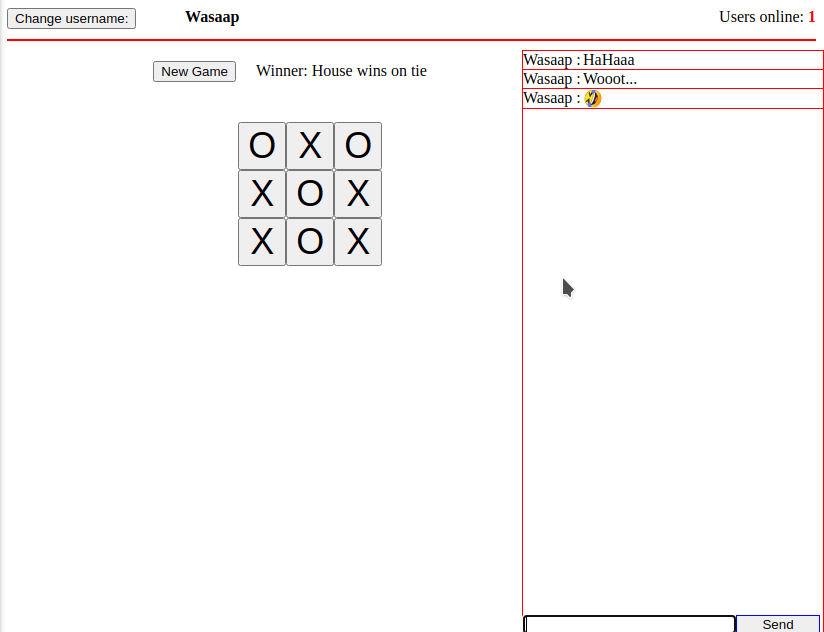 Change username: Wasaap Users online: 1
New Game Winner: House wins on tie
O X O
X O X
X O X
Wasaap : HaHaaa
Wasaap : Wooot...
Wasaap : 🤣
Send